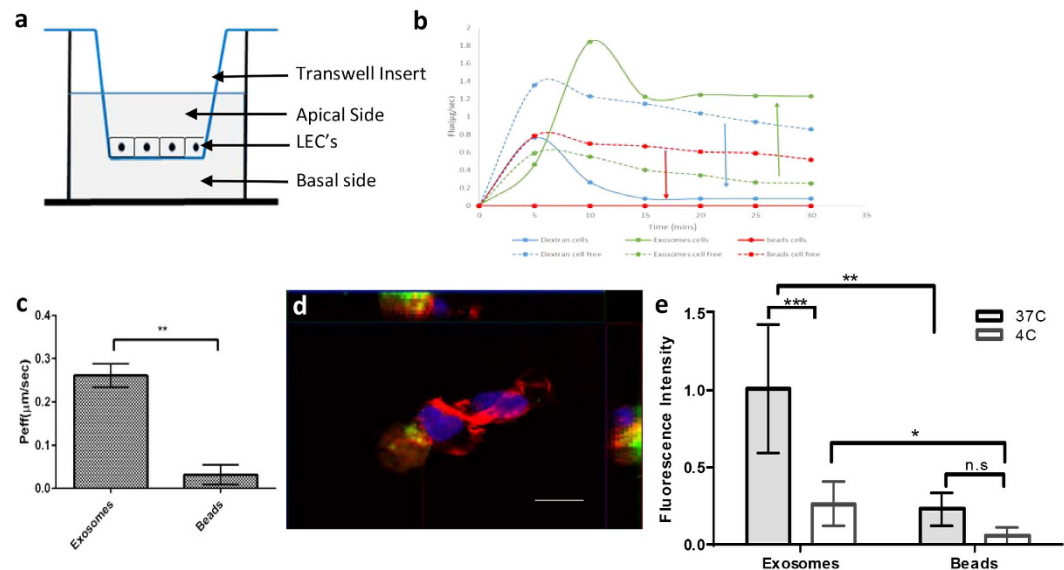 a
Transwell Insert
Apical Side
LEC's
Basal side
b
Flux(µg/sec)
2
1.8
1.6
1.4
1.2
1
0.8
0.6
0.4
0.2
0
0 5 10 15 20 25 30 35
Time (mins)
Dextran cells Exosomes cells beads cells
Dextran cell free Exosomes cell free Beads cell free
c
Peff(µm/sec)
0.4
0.3
0.2
0.1
0.0
**
Exosomes Beads
d
e
37C
4C
Fluorescence Intensity
1.5
1.0
0.5
0.0
**
***
*
n.s
Exosomes Beads